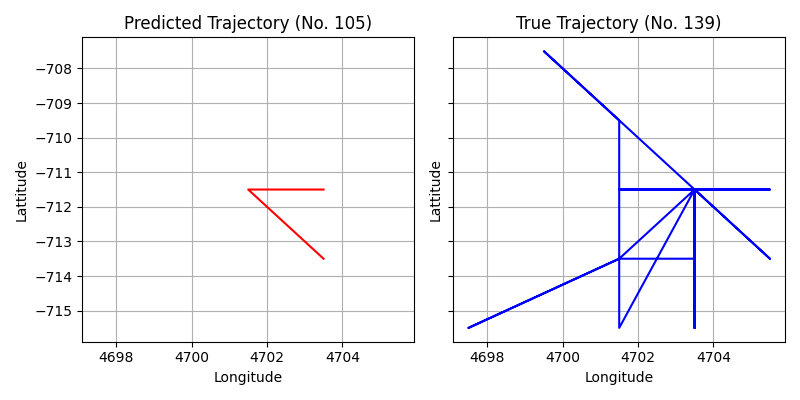 Predicted Trajectory (No. 105)
True Trajectory (No. 139)
−708
−709
−710
−711
−712
−713
−714
−715
Lattitude
Lattitude
4698 4700 4702 4704
4698 4700 4702 4704
Longitude
Longitude